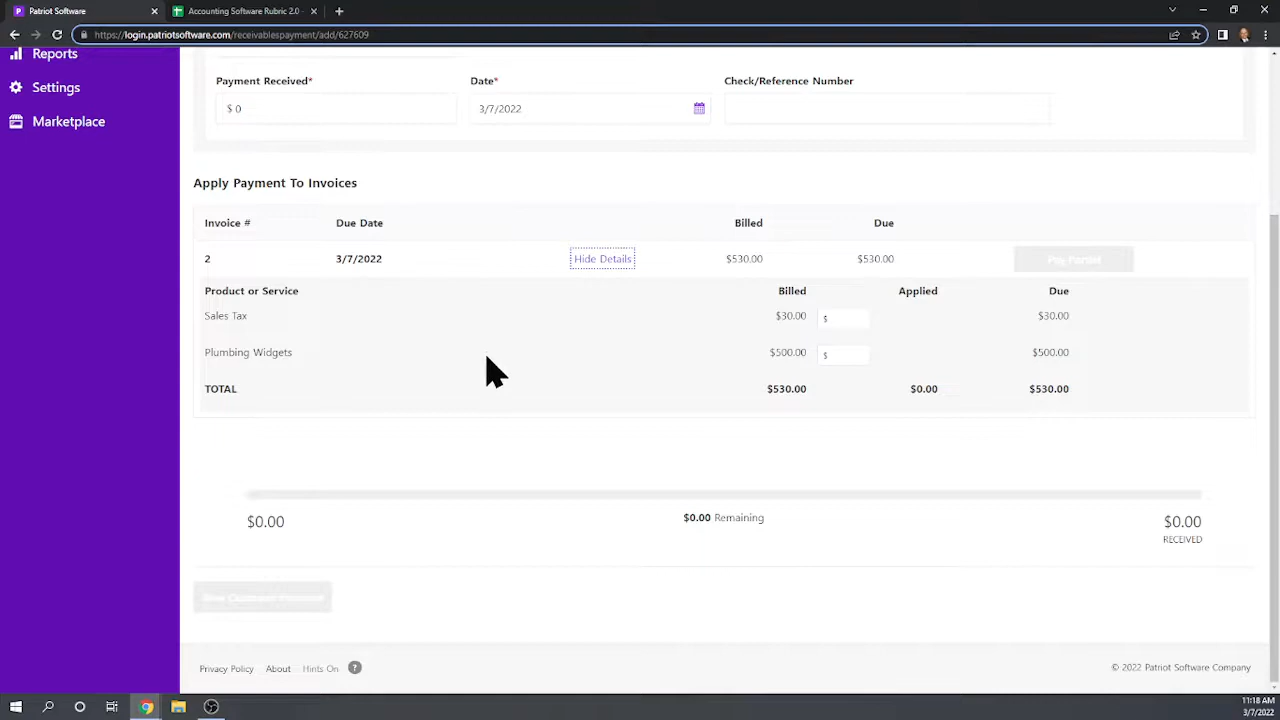 Patriot Software
Accounting Software Rubric 2.0 -
https://login.patriotsoftware.com/receivablespayment/add/627609
Reports
Settings
Marketplace
Payment Received* Date* Check/Reference Number
$ 0 3/7/2022
Apply Payment To Invoices
Invoice # Due Date Billed Due
2 3/7/2022 Hide Details $530.00 $530.00 Pay Partial
Product or Service Billed Applied Due
Sales Tax $30.00 $ $30.00
Plumbing Widgets $500.00 $ $500.00
TOTAL $530.00 $0.00 $530.00
$0.00 $0.00 Remaining $0.00
RECEIVED
Privacy Policy About Hints On ? © 2022 Patriot Software Company
11:18 AM
3/7/2022